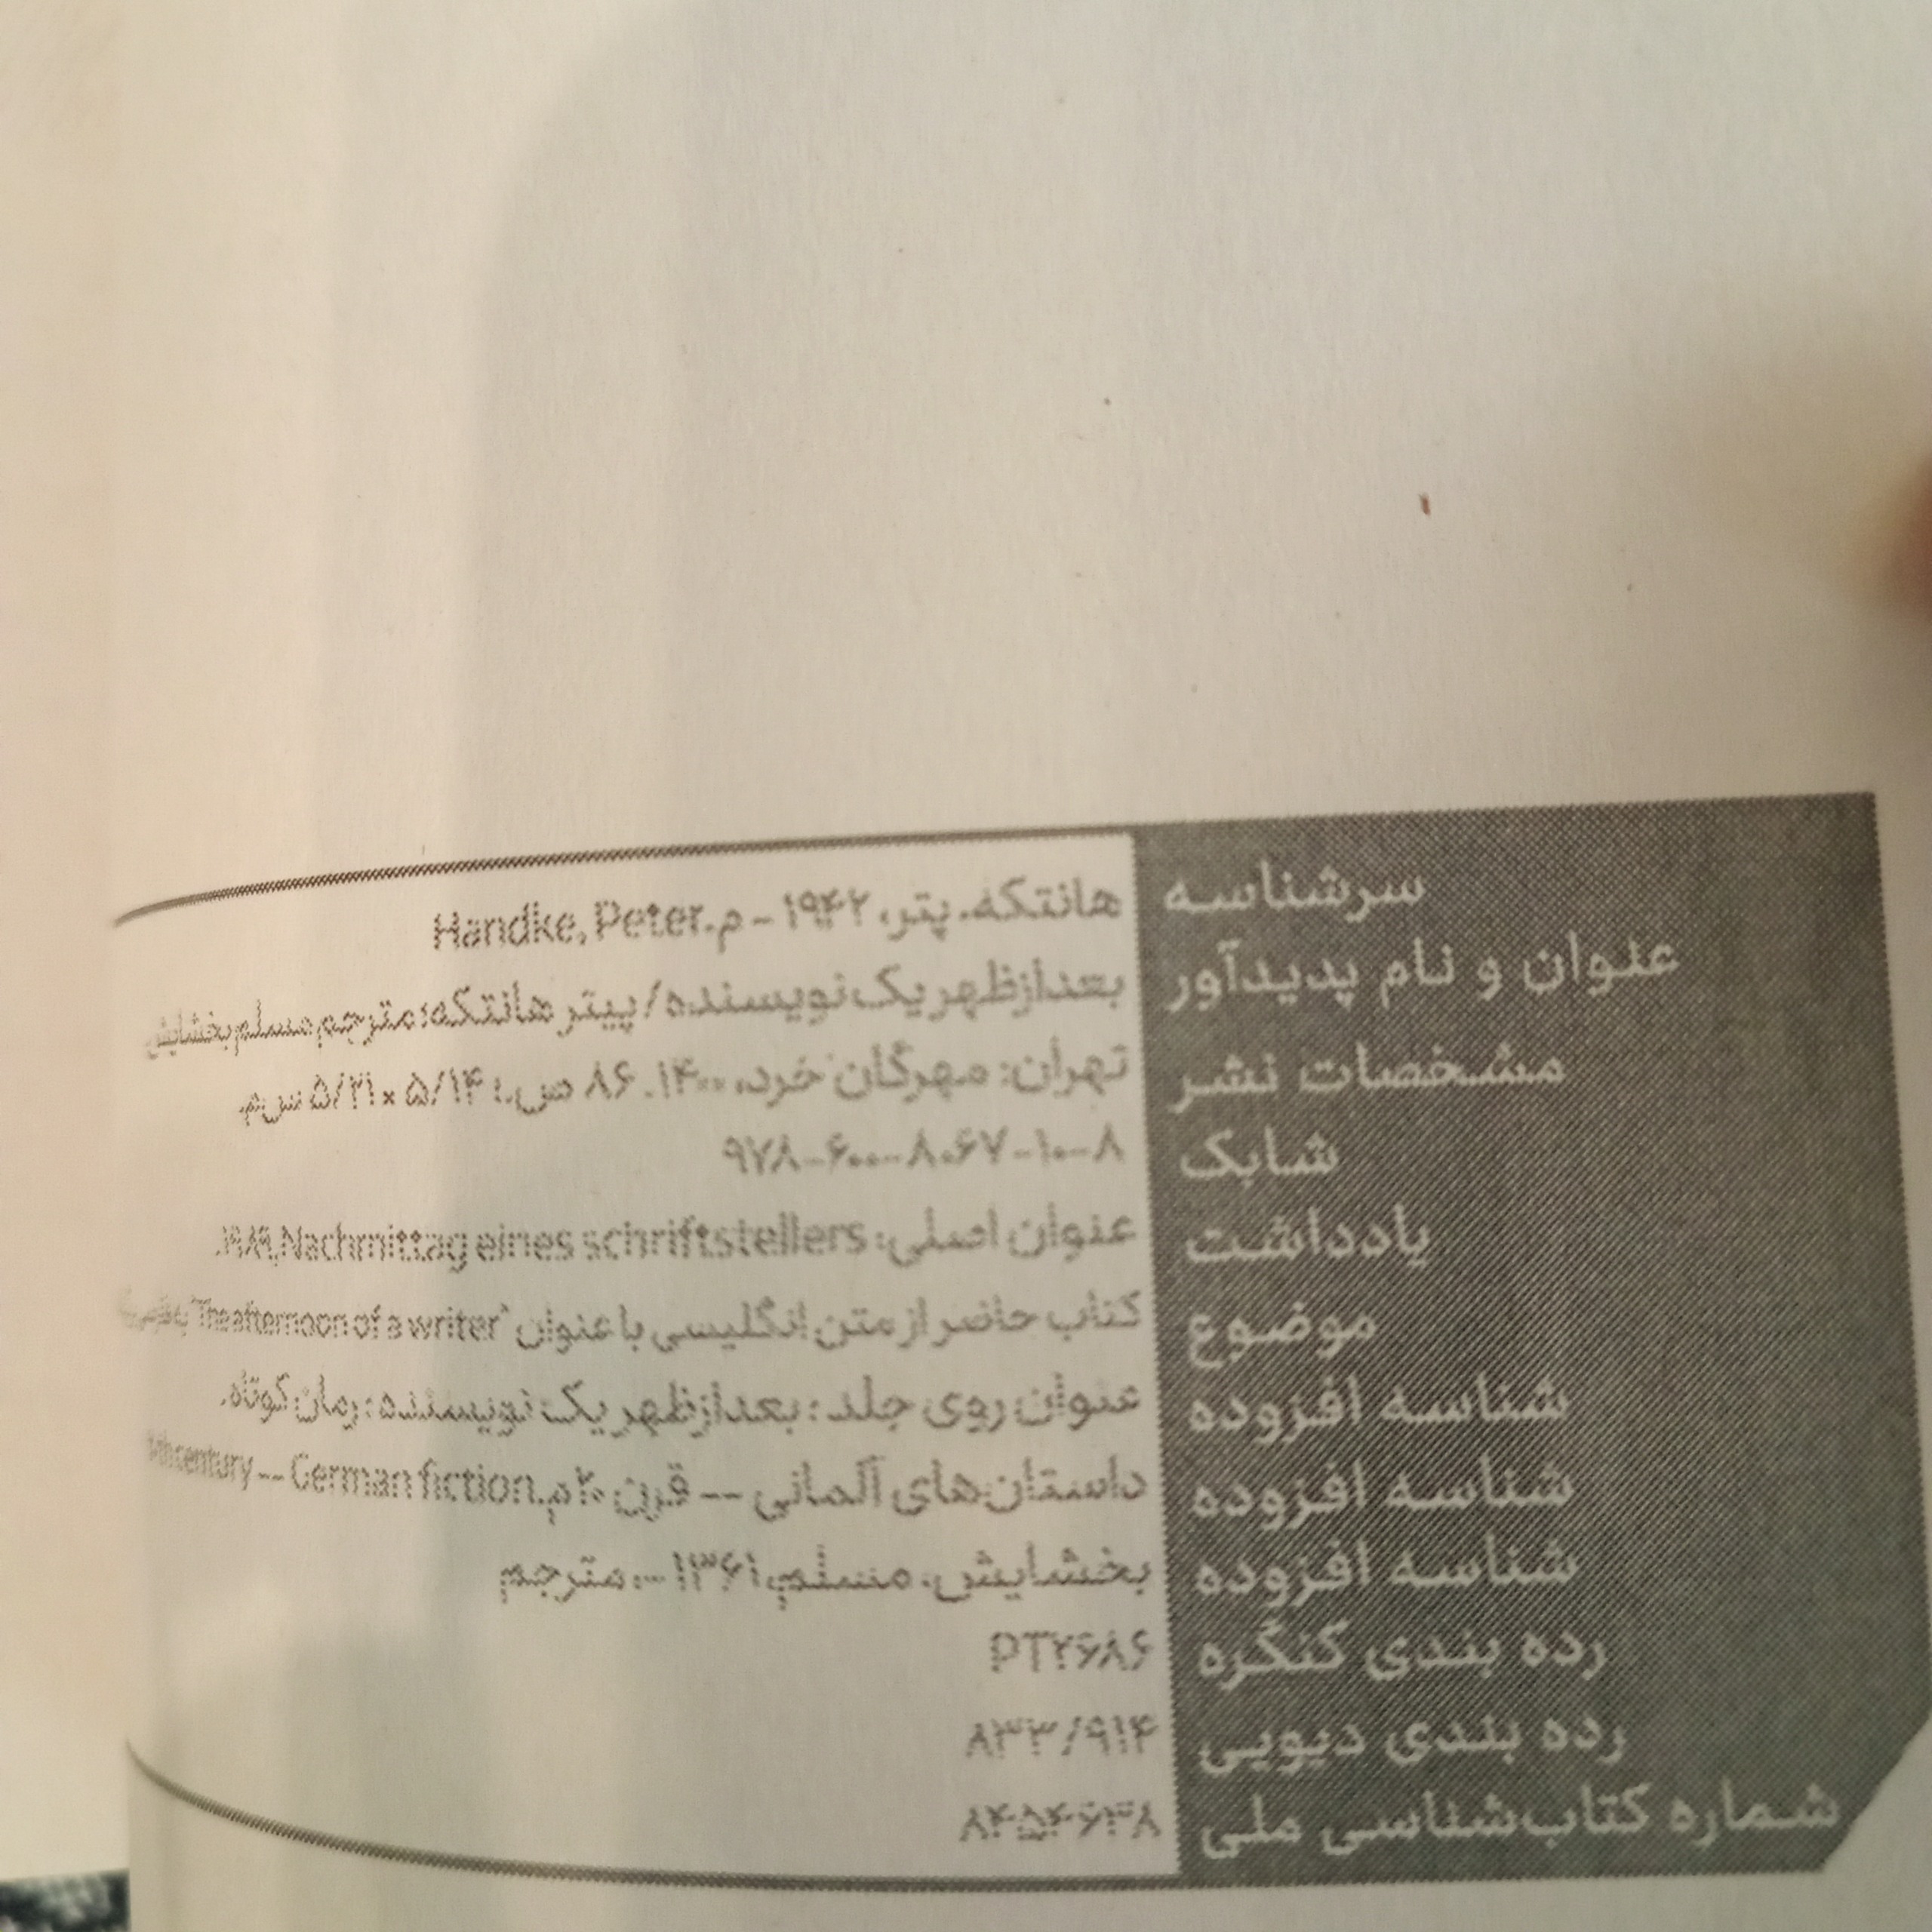 سرشناسه هانتکه، پتر، ۱۹۴۲ - م. Handke, Peter
عنوان و نام پدیدآور بعدازظهر یک نویسنده / پیتر هانتکه؛ مترجم مسلم بخشایش
مشخصات نشر تهران: مهرگان خرد، ۱۴۰۰. ۸۶ ص.؛ ۵/۱۴ × ۵/۲۱ س‌م.
شابک ۹۷۸-۶۰۰-۸۰۶۷-۱۰-۸
یادداشت عنوان اصلی: Nachmittag eines schriftstellers
موضوع کتاب حاضر از متن انگلیسی با عنوان "The afternoon of a writer"
شناسه افزوده عنوان روی جلد: بعدازظهر یک نویسنده: رمان کوتاه.
شناسه افزوده داستان‌های آلمانی -- قرن ۲۰ م. German fiction -- century
شناسه افزوده بخشایش، مسلم، ۱۳۶۱ -، مترجم
رده بندی کنگره PT۲۶۸۶
رده بندی دیویی ۸۳۳/۹۱۴
شماره کتاب‌شناسی ملی ۸۴۵۴۶۳۸